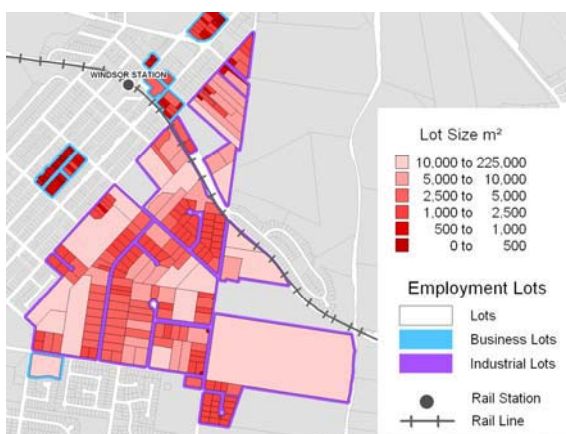 WINDSOR STATION
Lot Size m²
10,000 to 225,000
5,000 to 10,000
2,500 to 5,000
1,000 to 2,500
500 to 1,000
0 to 500
Employment Lots
Lots
Business Lots
Industrial Lots
Rail Station
Rail Line